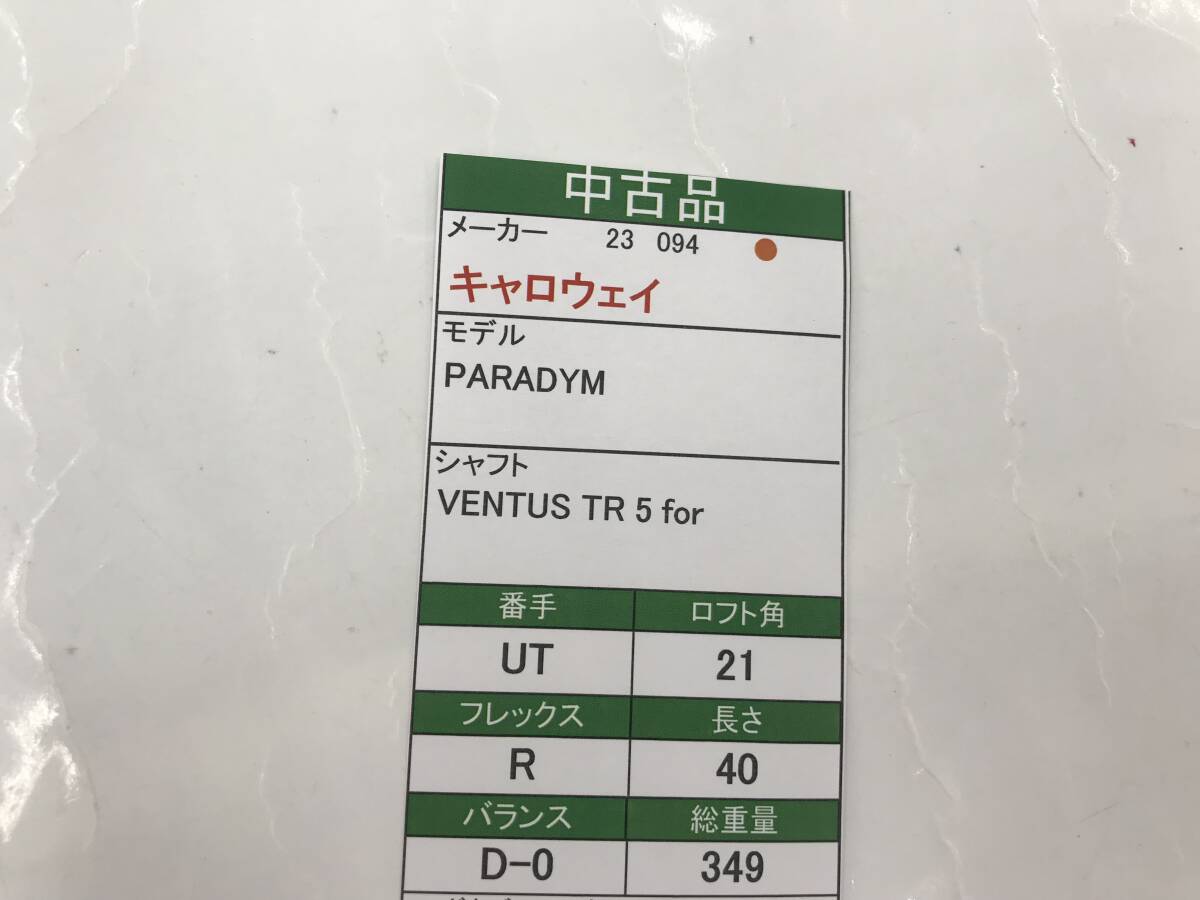 中古品
メーカー 23 094
キャロウェイ
モデル
PARADYM
シャフト
VENTUS TR 5 for
番手 ロフト角
UT 21
フレックス 長さ
R 40
バランス 総重量
D-0 349